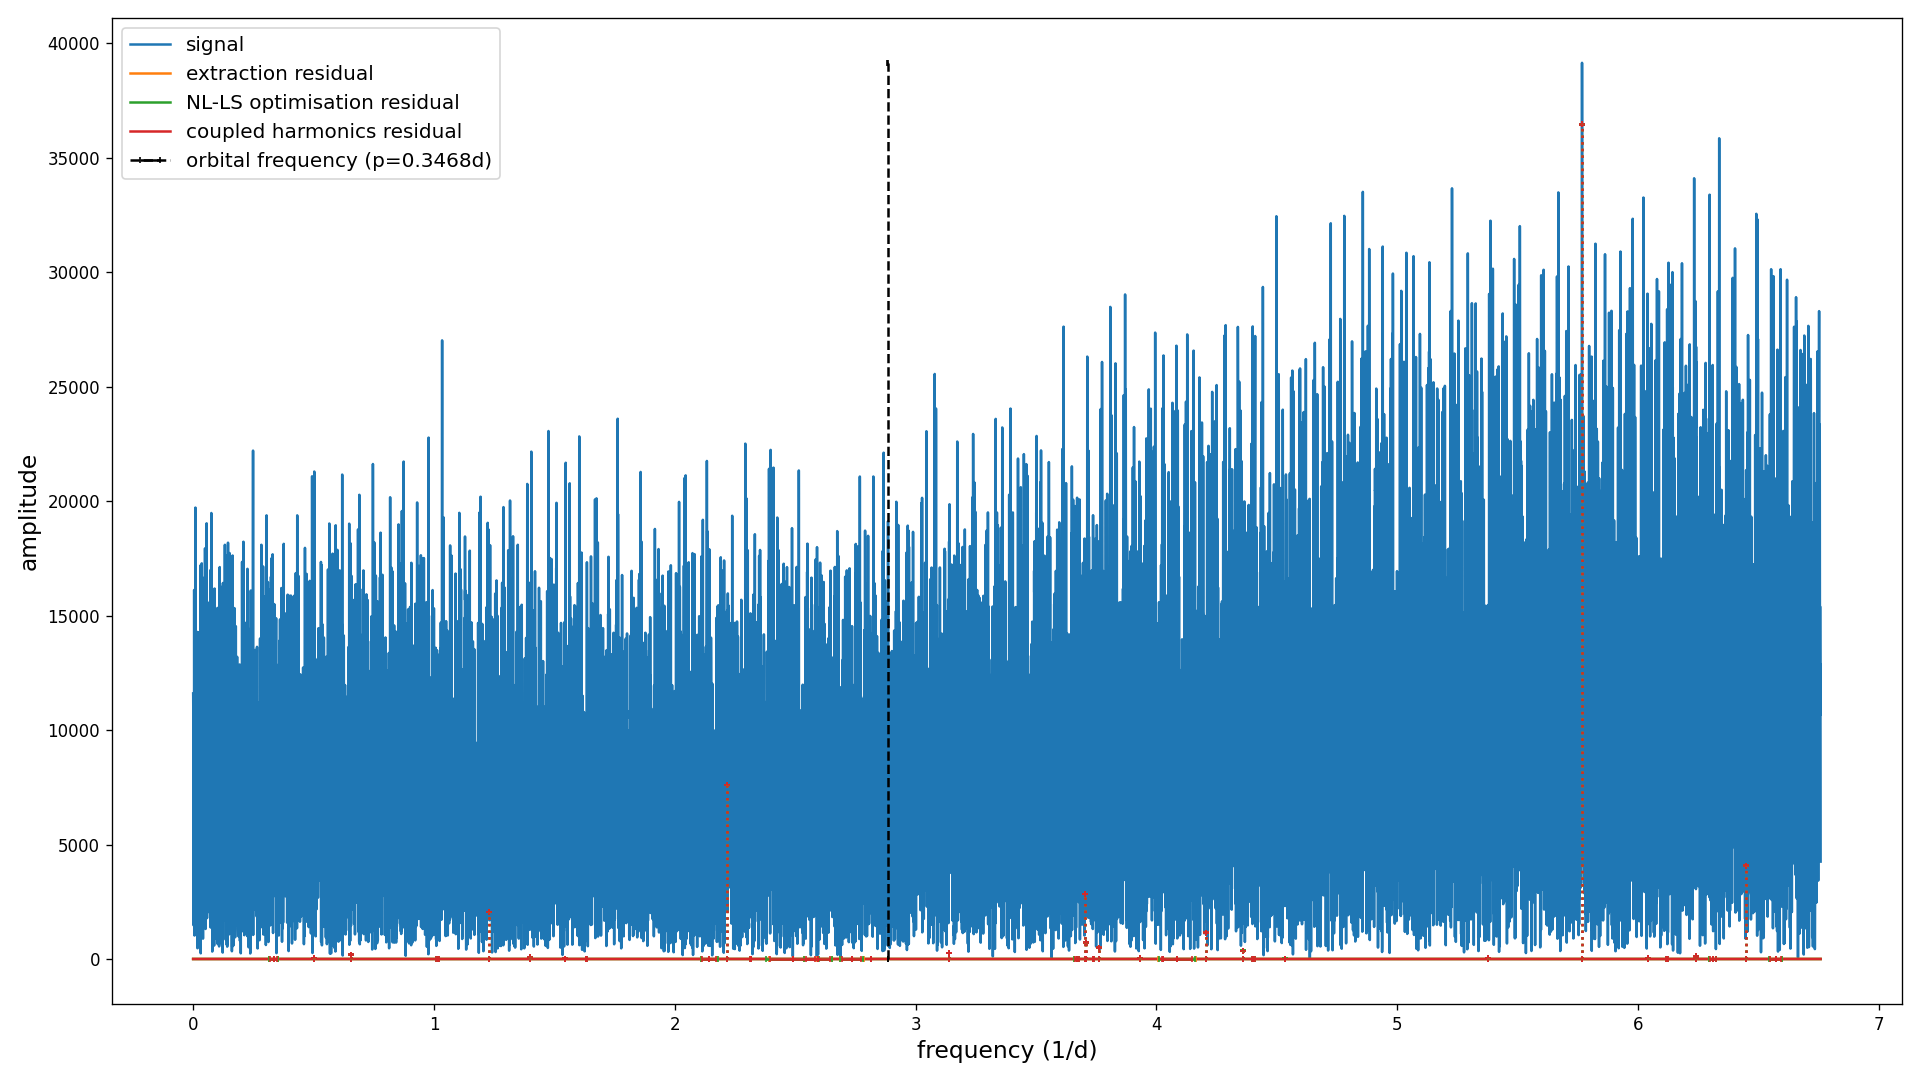 signal
extraction residual
NL-LS optimisation residual
coupled harmonics residual
orbital frequency (p=0.3468d)
amplitude
40000
35000
30000
25000
20000
15000
10000
5000
0
0 1 2 3 4 5 6 7
frequency (1/d)